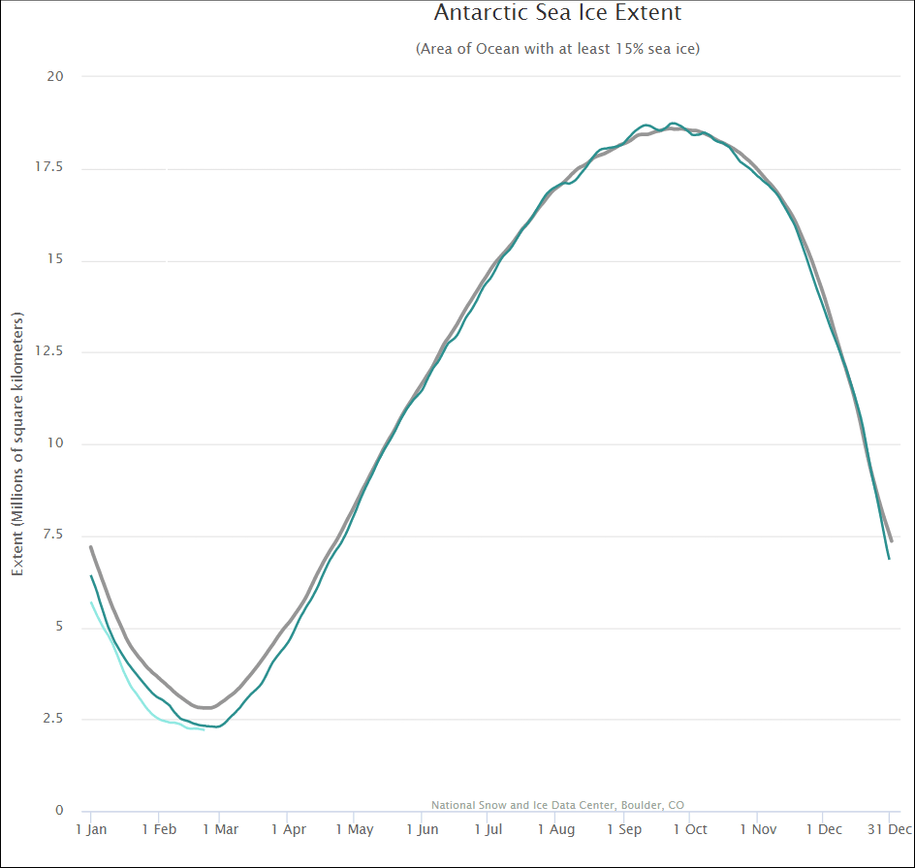 Antarctic Sea Ice Extent
(Area of Ocean with at least 15% sea ice)
Extent (Millions of square kilometers)
20
17.5
15
12.5
10
7.5
5
2.5
0
National Snow and Ice Data Center, Boulder, CO
1 Jan 1 Feb 1 Mar 1 Apr 1 May 1 Jun 1 Jul 1 Aug 1 Sep 1 Oct 1 Nov 1 Dec 31 Dec